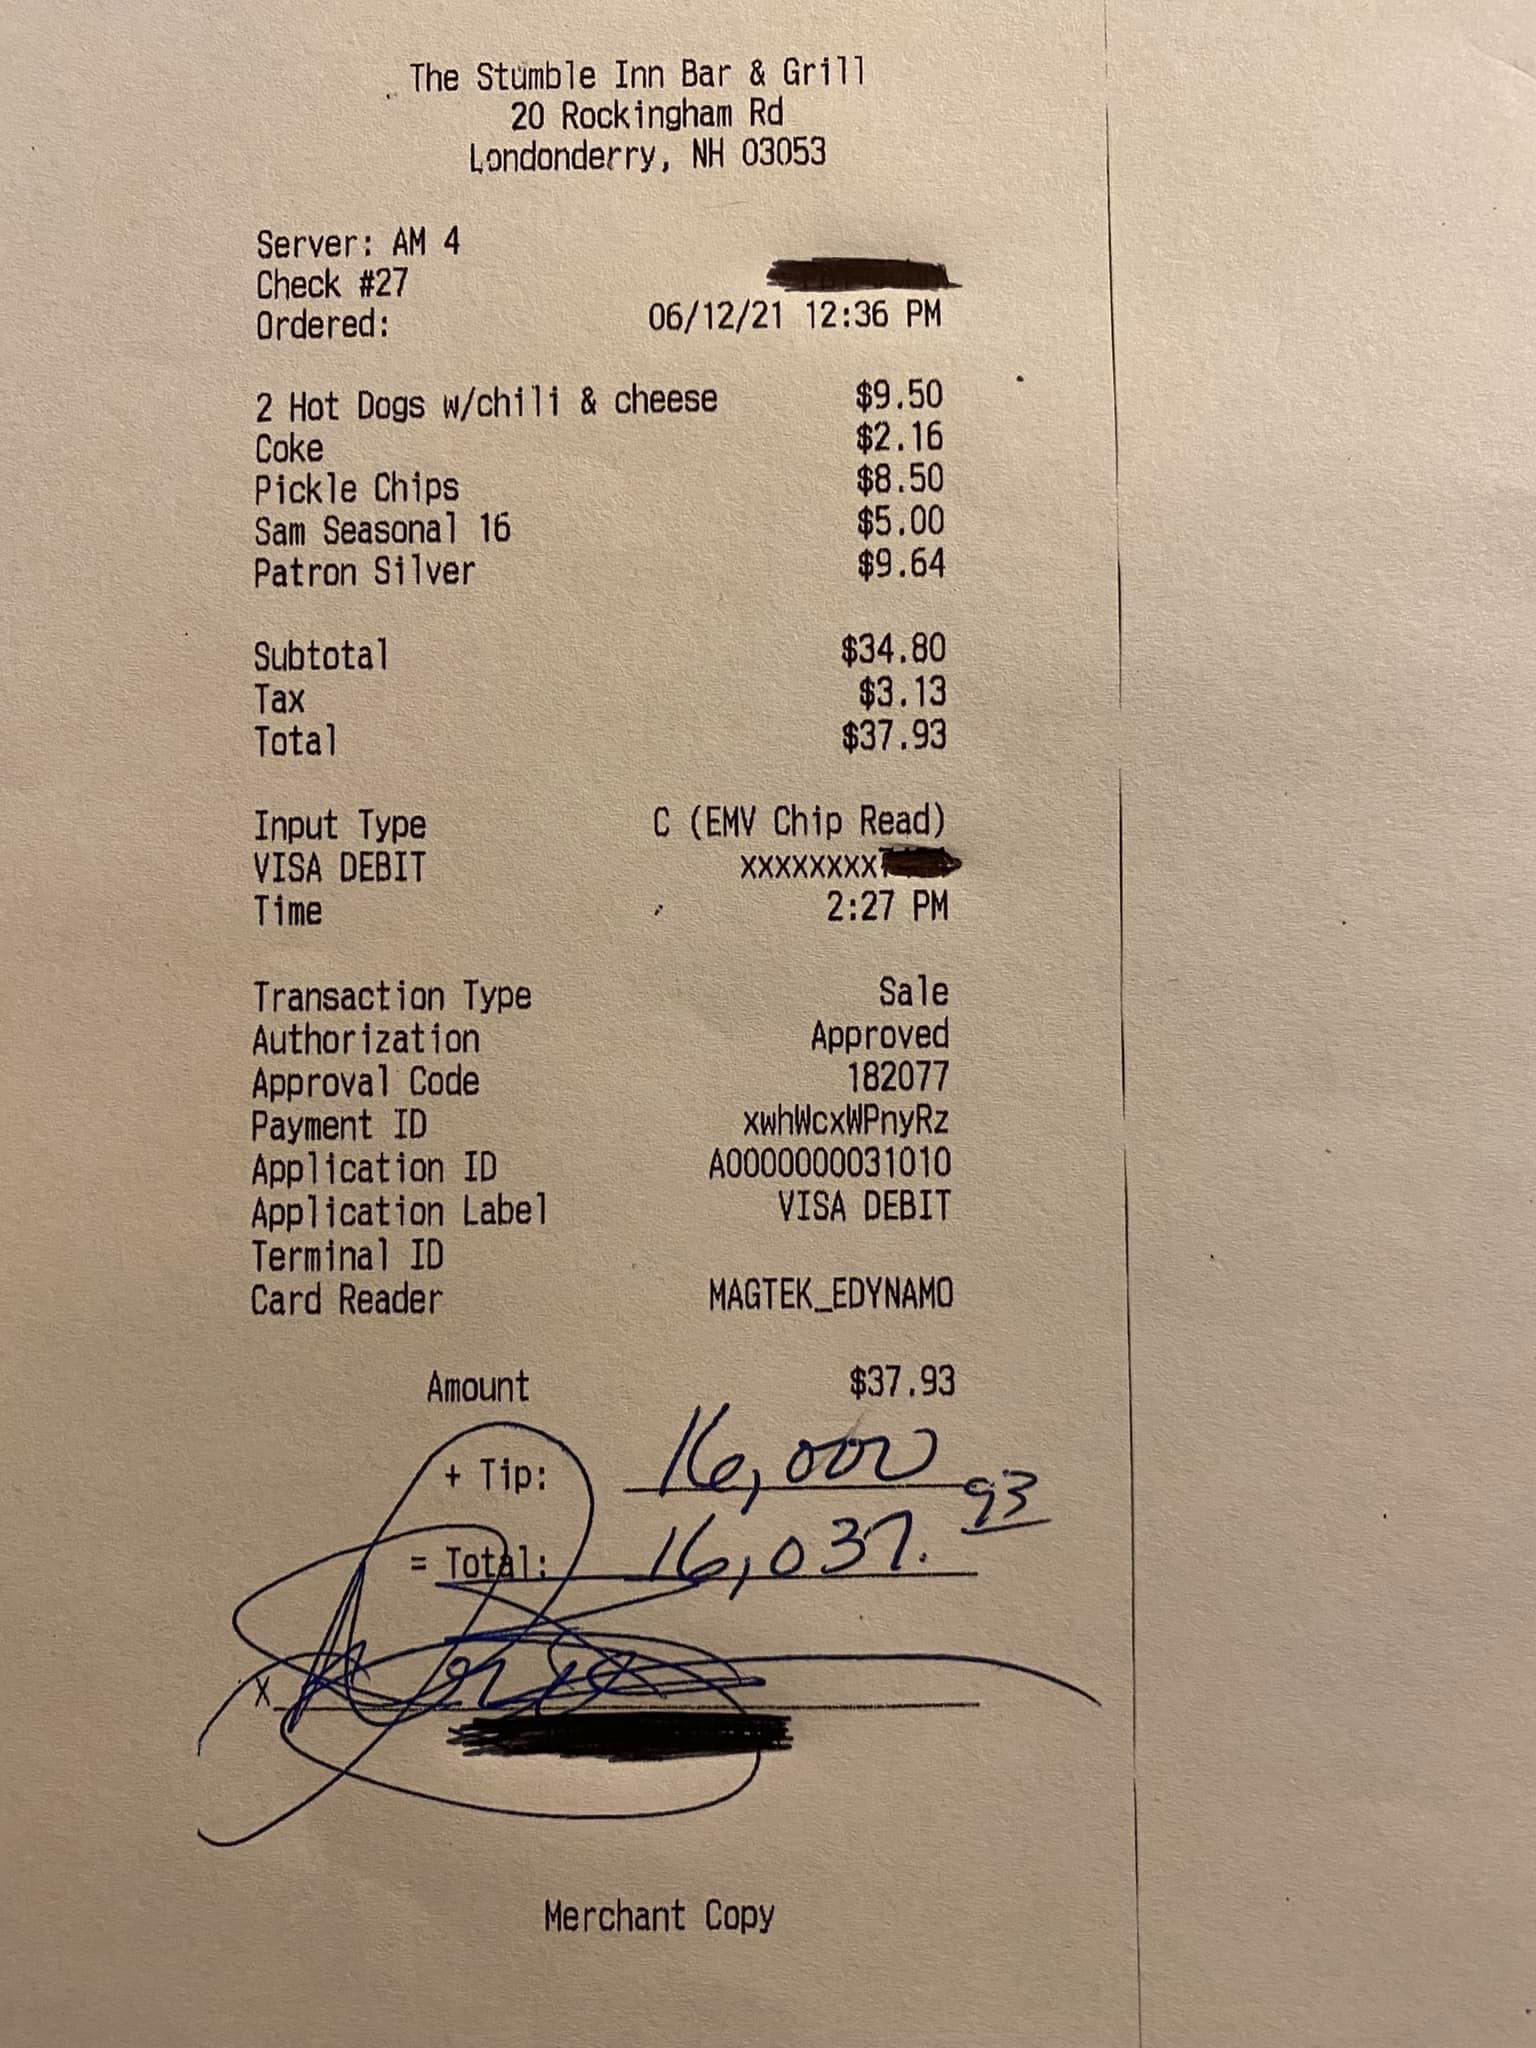 The Stumble Inn Bar & Grill
20 Rockingham Rd
Londonderry, NH 03053
Server: AM 4
Check #27
Ordered: 06/12/21 12:36 PM
2 Hot Dogs w/chili & cheese $9.50
Coke $2.16
Pickle Chips $8.50
Sam Seasonal 16 $5.00
Patron Silver $9.64
Subtotal $34.80
Tax $3.13
Total $37.93
Input Type C (EMV Chip Read)
VISA DEBIT xxxxxxxx
Time 2:27 PM
Transaction Type Sale
Authorization Approved
Approval Code 182077
Payment ID xwhWcxWPnyRz
Application ID A0000000031010
Application Label VISA DEBIT
Terminal ID
Card Reader MAGTEK_EDYNAMO
Amount $37.93
+ Tip: 16,000
= Total: 16,037.93
x
Merchant Copy